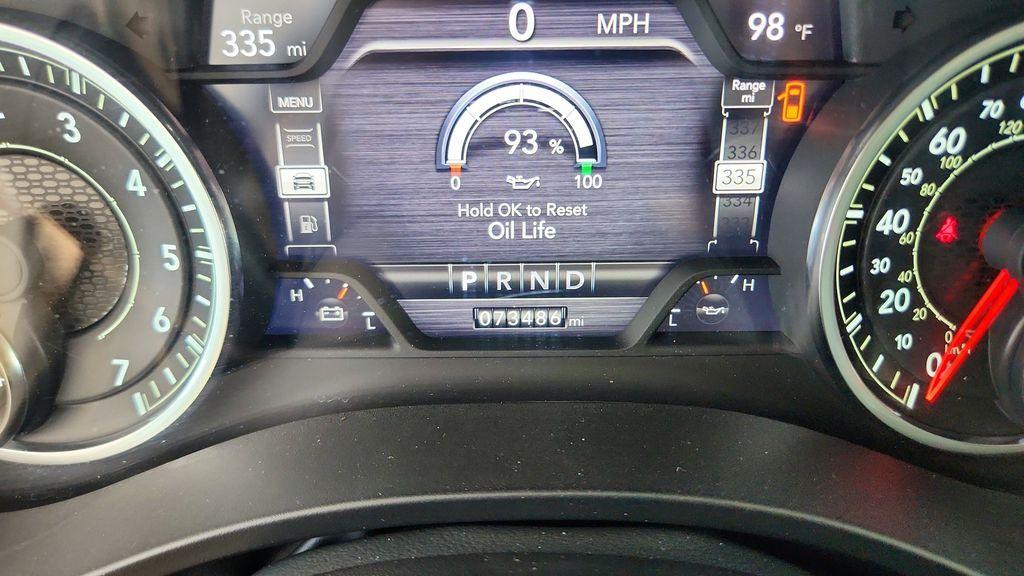 Range
335 mi
0 MPH
98 °F
MENU
SPEED
93 %
0 100
Hold OK to Reset
Oil Life
Range
mi
337
336
335
334
333
P R N D
073486 mi
H L
L H
3
4
5
6
7
0
10
20
30
40
50
60
70
0
20
40
60
80
100
120